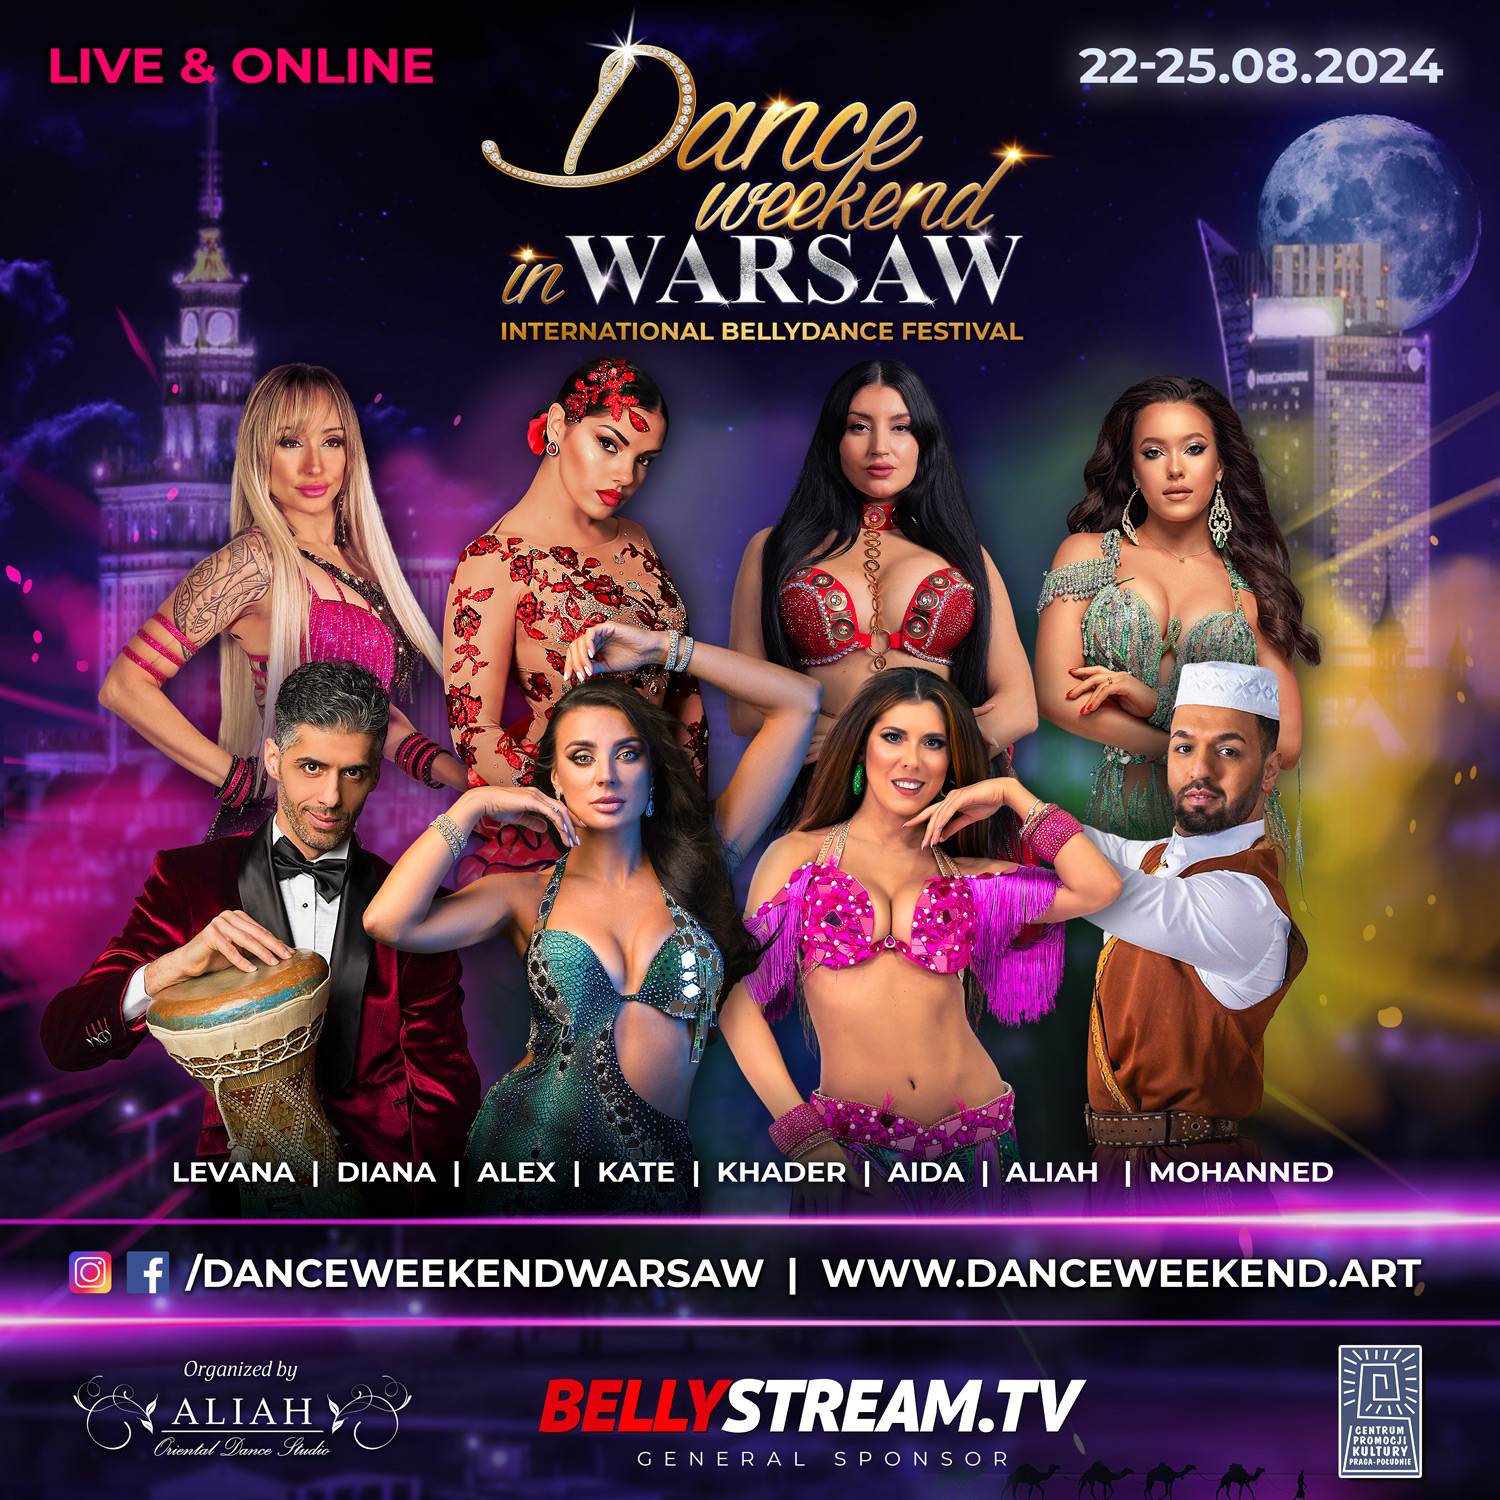 LIVE & ONLINE
22-25.08.2024
Dance
weekend
in WARSAW
INTERNATIONAL BELLYDANCE FESTIVAL
INTERCONTINENTAL
LEVANA | DIANA | ALEX | KATE | KHADER | AIDA | ALIAH | MOHANNED
/DANCEWEEKENDWARSAW | WWW.DANCEWEEKEND.ART
Organized by
ALIAH
Oriental Dance Studio
BELLYSTREAM.TV
GENERAL SPONSOR
CENTRUM
PROMOCJI
KULTURY
PRAGA-POŁUDNIE